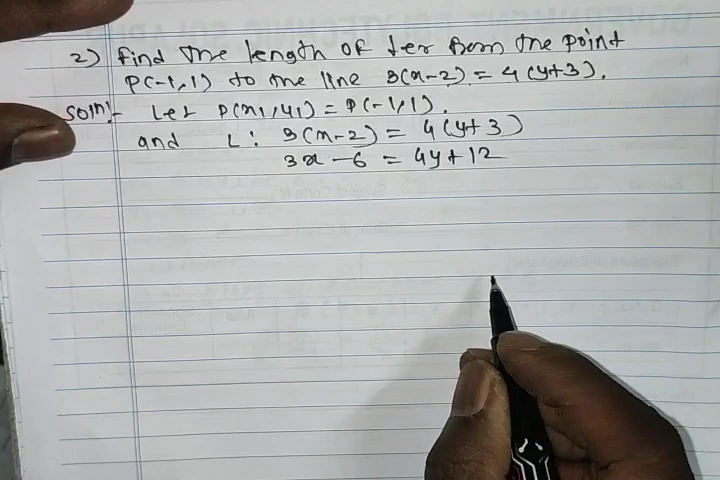 2) find the length of ter from the point
P(-1,1) to the line 3(x-2) = 4(y+3).
Soln:- Let P(x1,y1) = P(-1,1).
and L: 3(x-2) = 4(y+3)
3x - 6 = 4y + 12